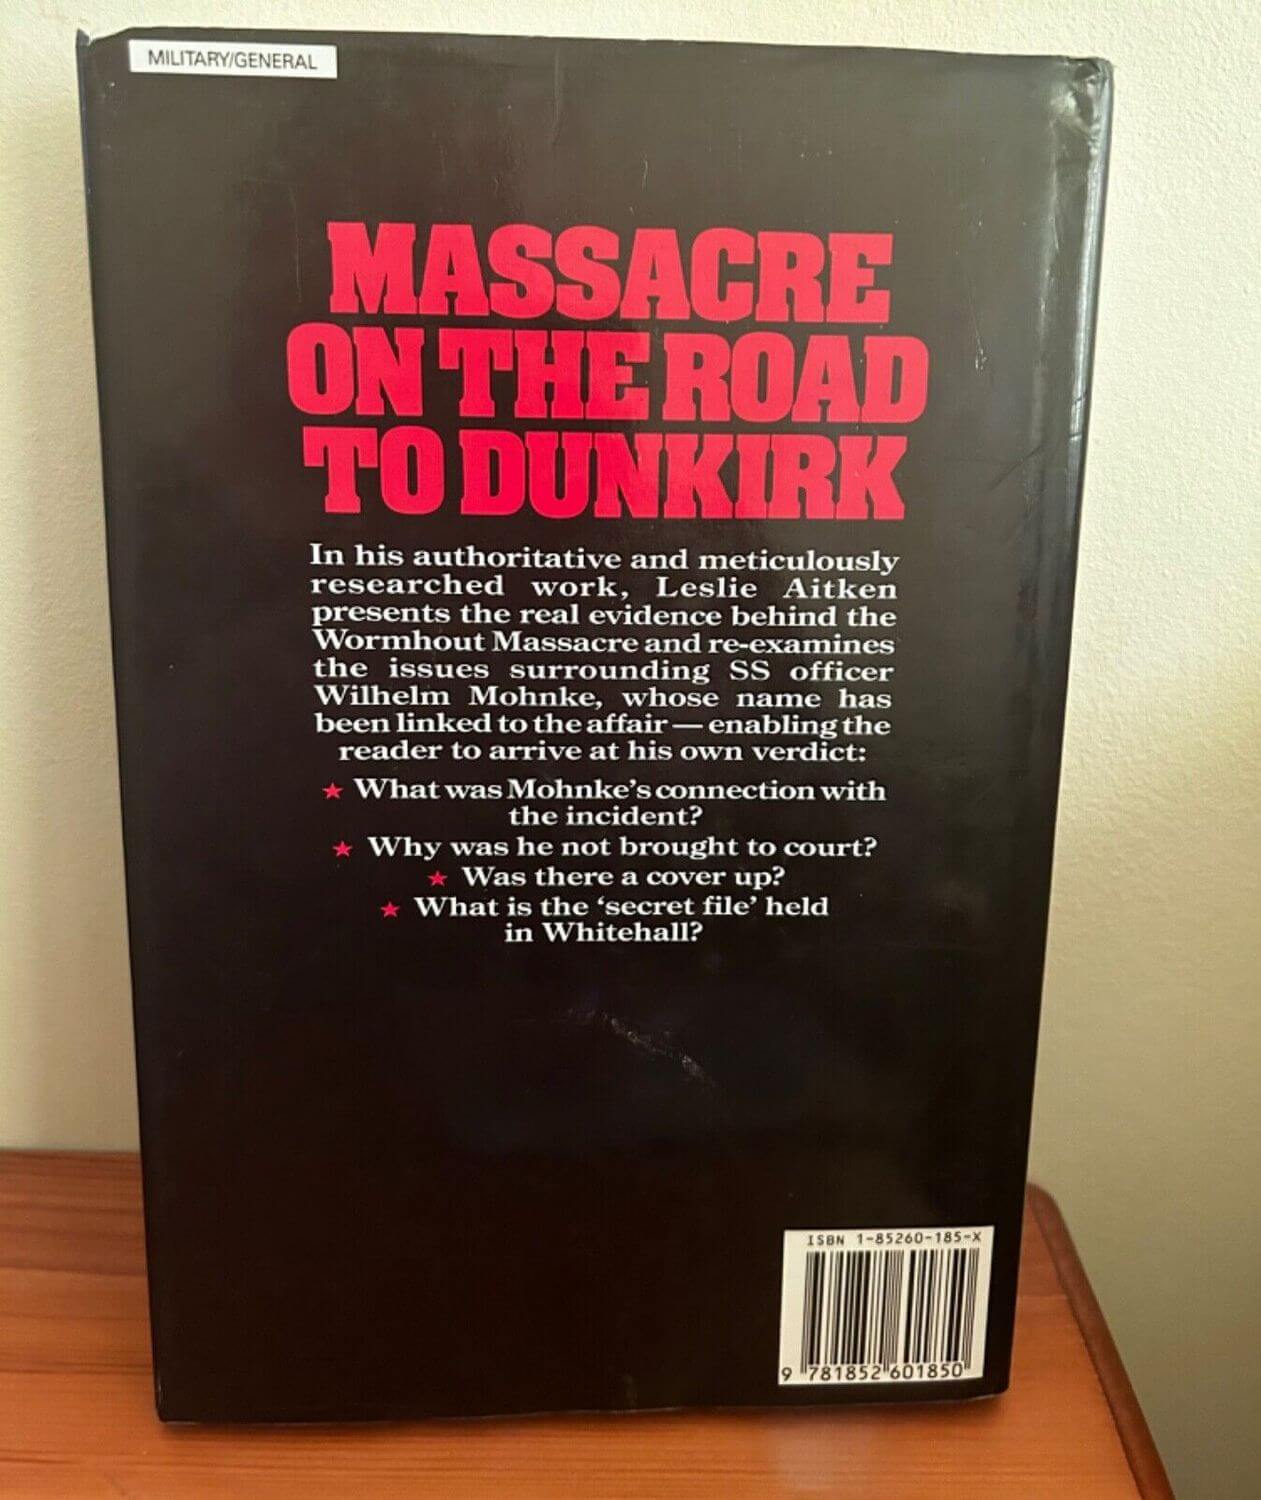 MILITARY/GENERAL
MASSACRE
ON THE ROAD
TO DUNKIRK
In his authoritative and meticulously
researched work, Leslie Aitken
presents the real evidence behind the
Wormhout Massacre and re-examines
the issues surrounding SS officer
Wilhelm Mohnke, whose name has
been linked to the affair — enabling the
reader to arrive at his own verdict:
★ What was Mohnke's connection with
the incident?
★ Why was he not brought to court?
★ Was there a cover up?
★ What is the 'secret file' held
in Whitehall?
ISBN 1-85260-185-X
9 781852 601850